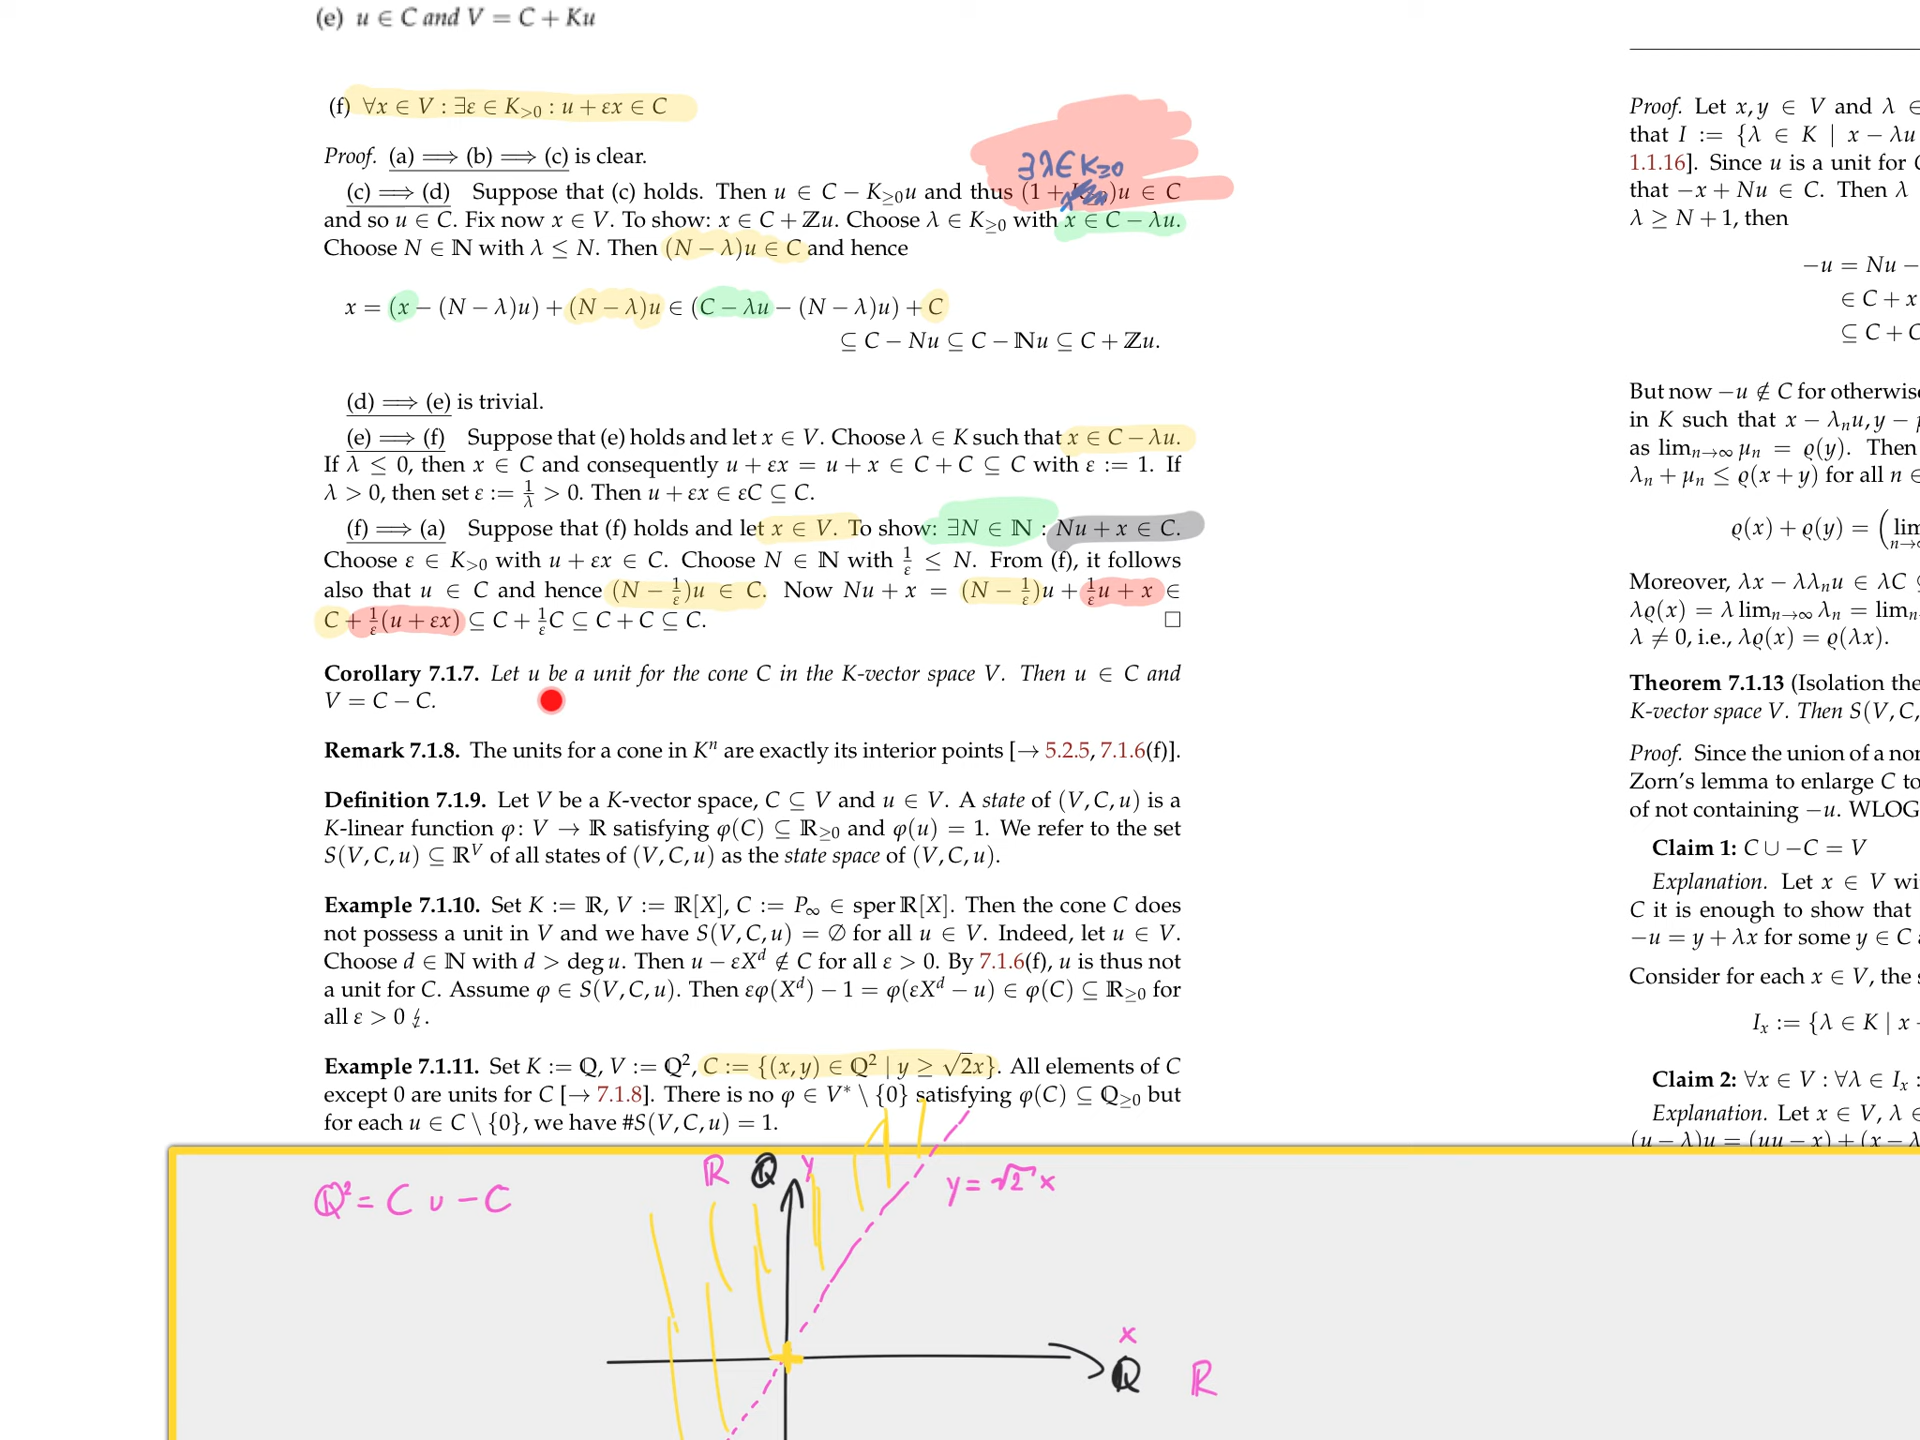 (e) u ∈ C and V = C + Ku
(f) ∀x ∈ V : ∃ε ∈ K>0 : u + εx ∈ C
Proof. (a) ⟹ (b) ⟹ (c) is clear.
∃λ∈K≥0
(c) ⟹ (d) Suppose that (c) holds. Then u ∈ C − K≥0u and thus (1 + )u ∈ C
and so u ∈ C. Fix now x ∈ V. To show: x ∈ C + ℤu. Choose λ ∈ K≥0 with x ∈ C − λu.
Choose N ∈ ℕ with λ ≤ N. Then (N − λ)u ∈ C and hence
x = (x − (N − λ)u) + (N − λ)u ∈ (C − λu − (N − λ)u) + C
⊆ C − Nu ⊆ C − ℕu ⊆ C + ℤu.
(d) ⟹ (e) is trivial.
(e) ⟹ (f) Suppose that (e) holds and let x ∈ V. Choose λ ∈ K such that x ∈ C − λu.
If λ ≤ 0, then x ∈ C and consequently u + εx = u + x ∈ C + C ⊆ C with ε := 1. If
λ > 0, then set ε := 1/λ > 0. Then u + εx ∈ εC ⊆ C.
(f) ⟹ (a) Suppose that (f) holds and let x ∈ V. To show: ∃N ∈ ℕ : Nu + x ∈ C.
Choose ε ∈ K>0 with u + εx ∈ C. Choose N ∈ ℕ with 1/ε ≤ N. From (f), it follows
also that u ∈ C and hence (N − 1/ε)u ∈ C. Now Nu + x = (N − 1/ε)u + 1/ε u + x ∈
C + 1/ε(u + εx) ⊆ C + 1/ε C ⊆ C + C ⊆ C. □
Corollary 7.1.7. Let u be a unit for the cone C in the K-vector space V. Then u ∈ C and
V = C − C.
Remark 7.1.8. The units for a cone in Kⁿ are exactly its interior points [→ 5.2.5, 7.1.6(f)].
Definition 7.1.9. Let V be a K-vector space, C ⊆ V and u ∈ V. A state of (V, C, u) is a
K-linear function φ: V → ℝ satisfying φ(C) ⊆ ℝ≥0 and φ(u) = 1. We refer to the set
S(V, C, u) ⊆ ℝ^V of all states of (V, C, u) as the state space of (V, C, u).
Example 7.1.10. Set K := ℝ, V := ℝ[X], C := P∞ ∈ sper ℝ[X]. Then the cone C does
not possess a unit in V and we have S(V, C, u) = ∅ for all u ∈ V. Indeed, let u ∈ V.
Choose d ∈ ℕ with d > deg u. Then u − εX^d ∉ C for all ε > 0. By 7.1.6(f), u is thus not
a unit for C. Assume φ ∈ S(V, C, u). Then εφ(X^d) − 1 = φ(εX^d − u) ∈ φ(C) ⊆ ℝ≥0 for
all ε > 0 ↯.
Example 7.1.11. Set K := ℚ, V := ℚ², C := {(x, y) ∈ ℚ² | y ≥ √2x}. All elements of C
except 0 are units for C [→ 7.1.8]. There is no φ ∈ V* \ {0} satisfying φ(C) ⊆ ℚ≥0 but
for each u ∈ C \ {0}, we have #S(V, C, u) = 1.
ℚ² = C ∪ −C
ℝ ℚ y
y = √2 x
x
ℚ ℝ
Proof. Let x, y ∈ V and λ ∈
that I := {λ ∈ K | x − λu
1.1.16]. Since u is a unit for
that −x + Nu ∈ C. Then λ
λ ≥ N + 1, then
−u = Nu −
∈ C + x
⊆ C + C
But now −u ∉ C for otherwise
in K such that x − λₙu, y −
as limₙ→∞ μₙ = ϱ(y). Then
λₙ + μₙ ≤ ϱ(x + y) for all n ∈
ϱ(x) + ϱ(y) = (lim n→∞
Moreover, λx − λλₙu ∈ λC
λϱ(x) = λ limₙ→∞ λₙ = limₙ
λ ≠ 0, i.e., λϱ(x) = ϱ(λx).
Theorem 7.1.13 (Isolation the
K-vector space V. Then S(V, C,
Proof. Since the union of a non
Zorn's lemma to enlarge C to
of not containing −u. WLOG
Claim 1: C ∪ −C = V
Explanation. Let x ∈ V wi
C it is enough to show that
−u = y + λx for some y ∈ C
Consider for each x ∈ V, the s
Iₓ := {λ ∈ K | x
Claim 2: ∀x ∈ V : ∀λ ∈ Iₓ :
Explanation. Let x ∈ V, λ ∈
(u − λ)u = (uu − x) + (x − λ